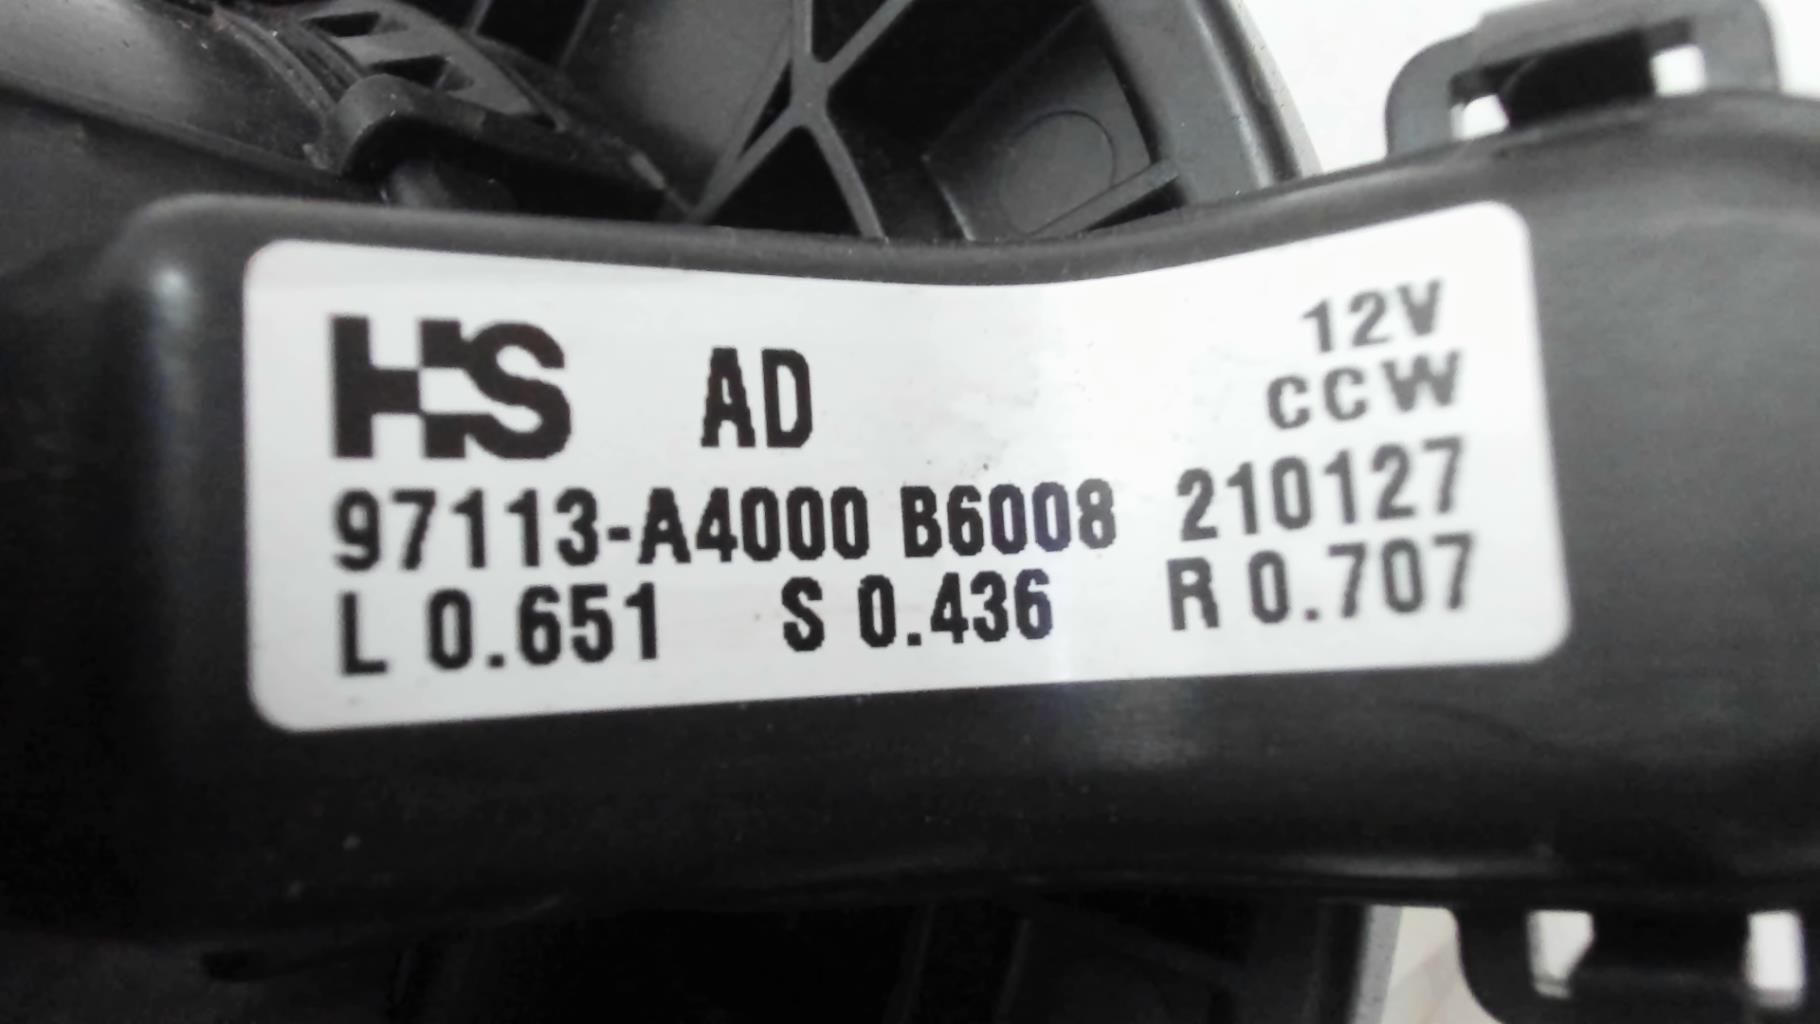 HS AD 12V
CCW
97113-A4000 B6008 210127
L 0.651 S 0.436 R 0.707